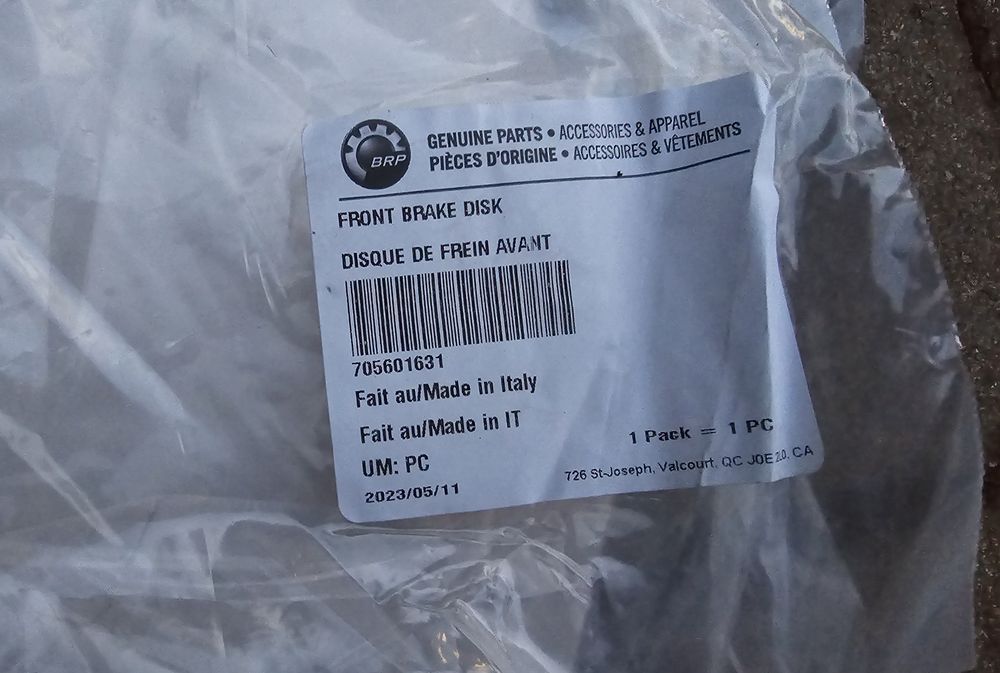 BRP
GENUINE PARTS • ACCESSORIES & APPAREL
PIÈCES D'ORIGINE • ACCESSOIRES & VÊTEMENTS
FRONT BRAKE DISK
DISQUE DE FREIN AVANT
705601631
Fait au/Made in Italy
Fait au/Made in IT
UM: PC
1 Pack = 1 PC
2023/05/11
726 St-Joseph, Valcourt, QC J0E 2L0, CA